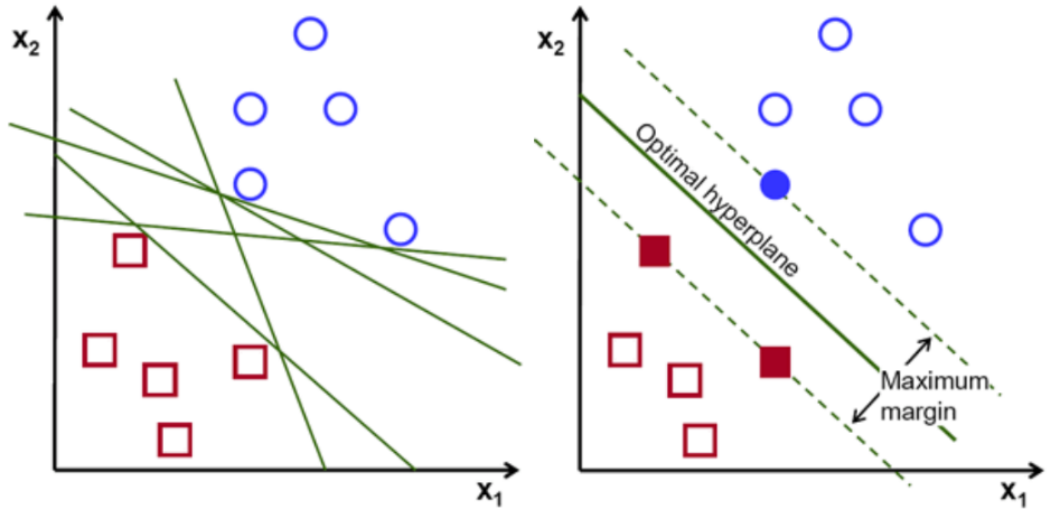 x₂
x₁
x₂
Optimal hyperplane
Maximum
margin
x₁